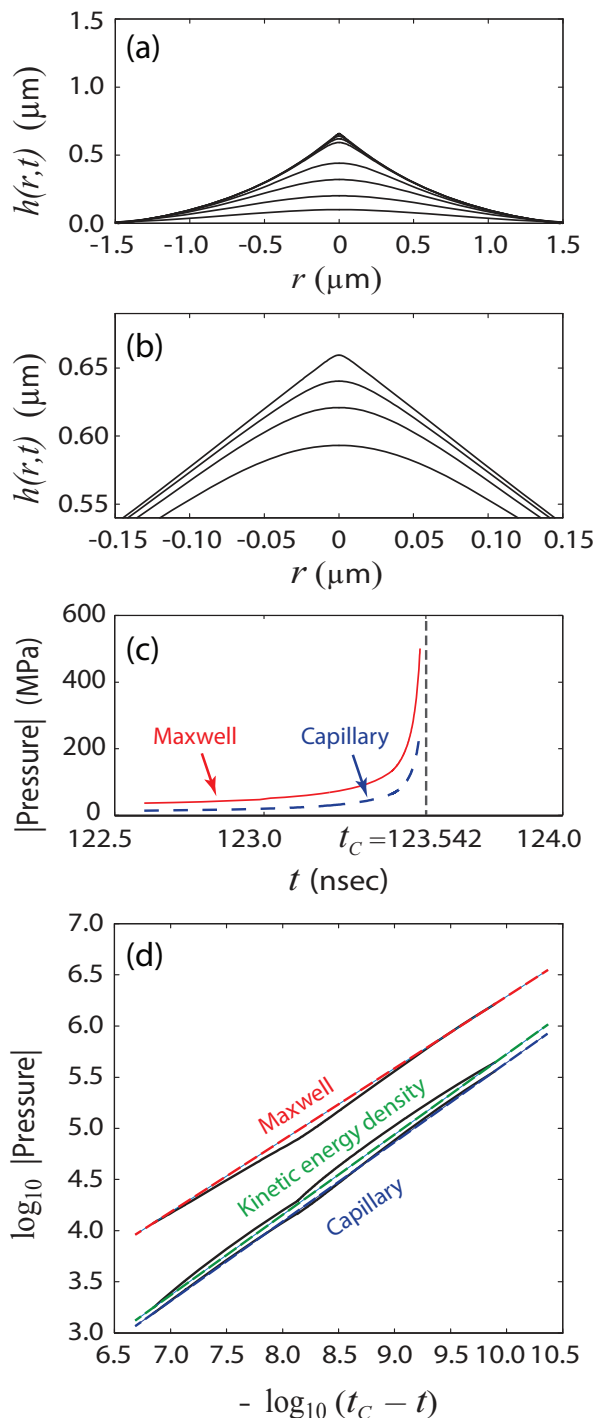 (a)
h(r,t) (μm)
1.5
1.0
0.5
0.0
-1.5 -1.0 -0.5 0 0.5 1.0 1.5
r (μm)
(b)
h(r,t) (μm)
0.65
0.60
0.55
-0.15 -0.10 -0.05 0 0.05 0.10 0.15
r (μm)
(c)
|Pressure| (MPa)
600
400
200
0
Maxwell
Capillary
122.5 123.0 t_C =123.542 124.0
t (nsec)
(d)
log₁₀ |Pressure|
7.0
6.5
6.0
5.5
5.0
4.5
4.0
3.5
3.0
Maxwell
Kinetic energy density
Capillary
6.5 7.0 7.5 8.0 8.5 9.0 9.5 10.0 10.5
- log₁₀ (t_C − t)